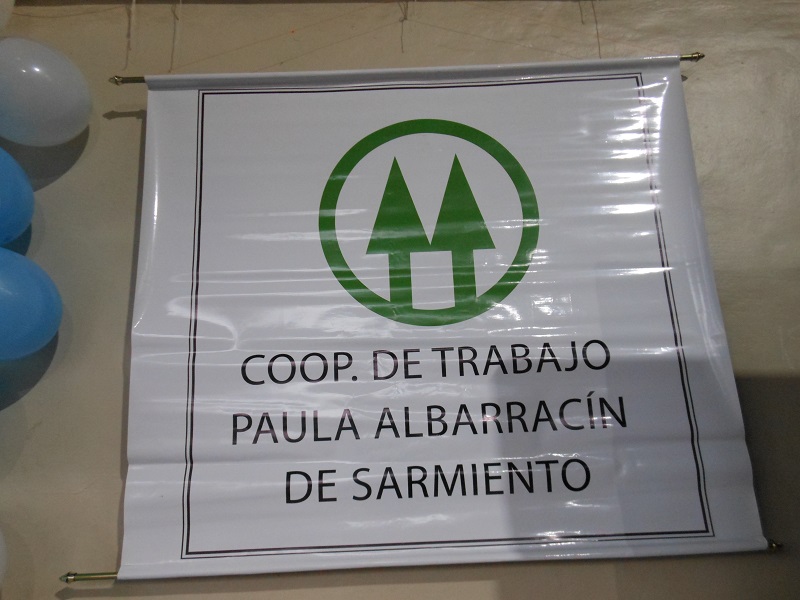 COOP. DE TRABAJO
PAULA ALBARRACÍN
DE SARMIENTO